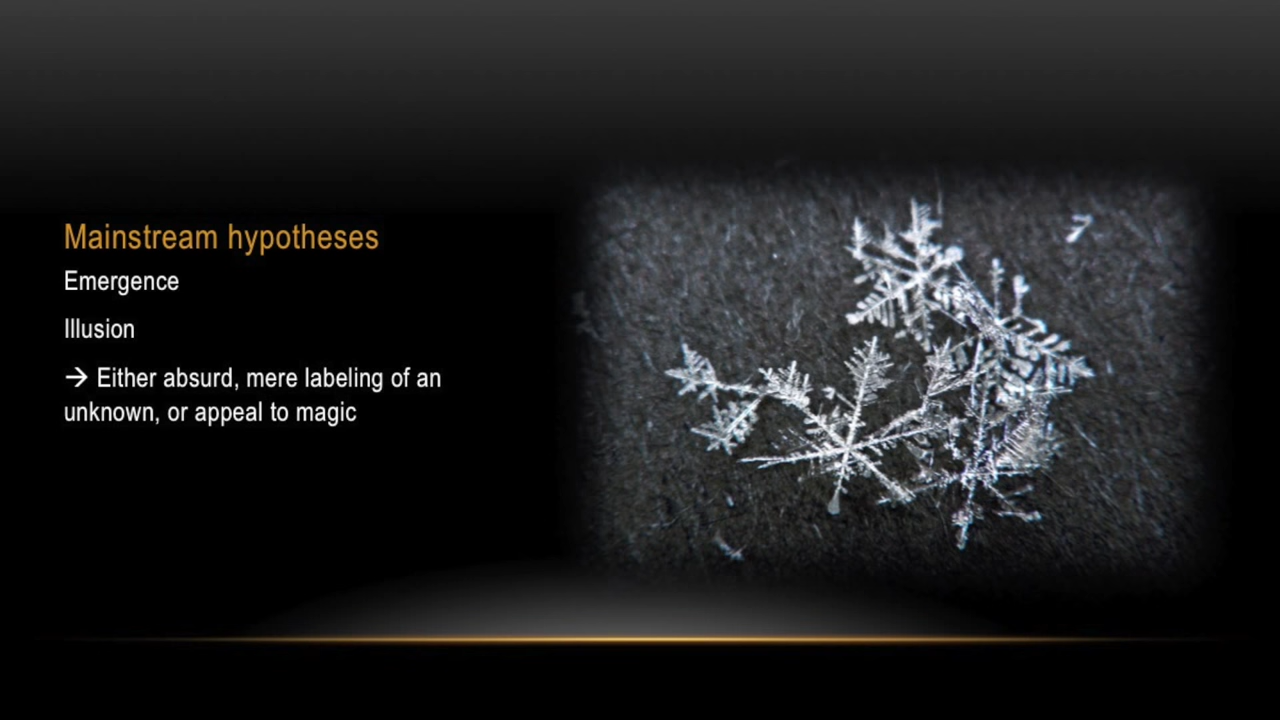 Mainstream hypotheses
Emergence
Illusion
→ Either absurd, mere labeling of an
unknown, or appeal to magic